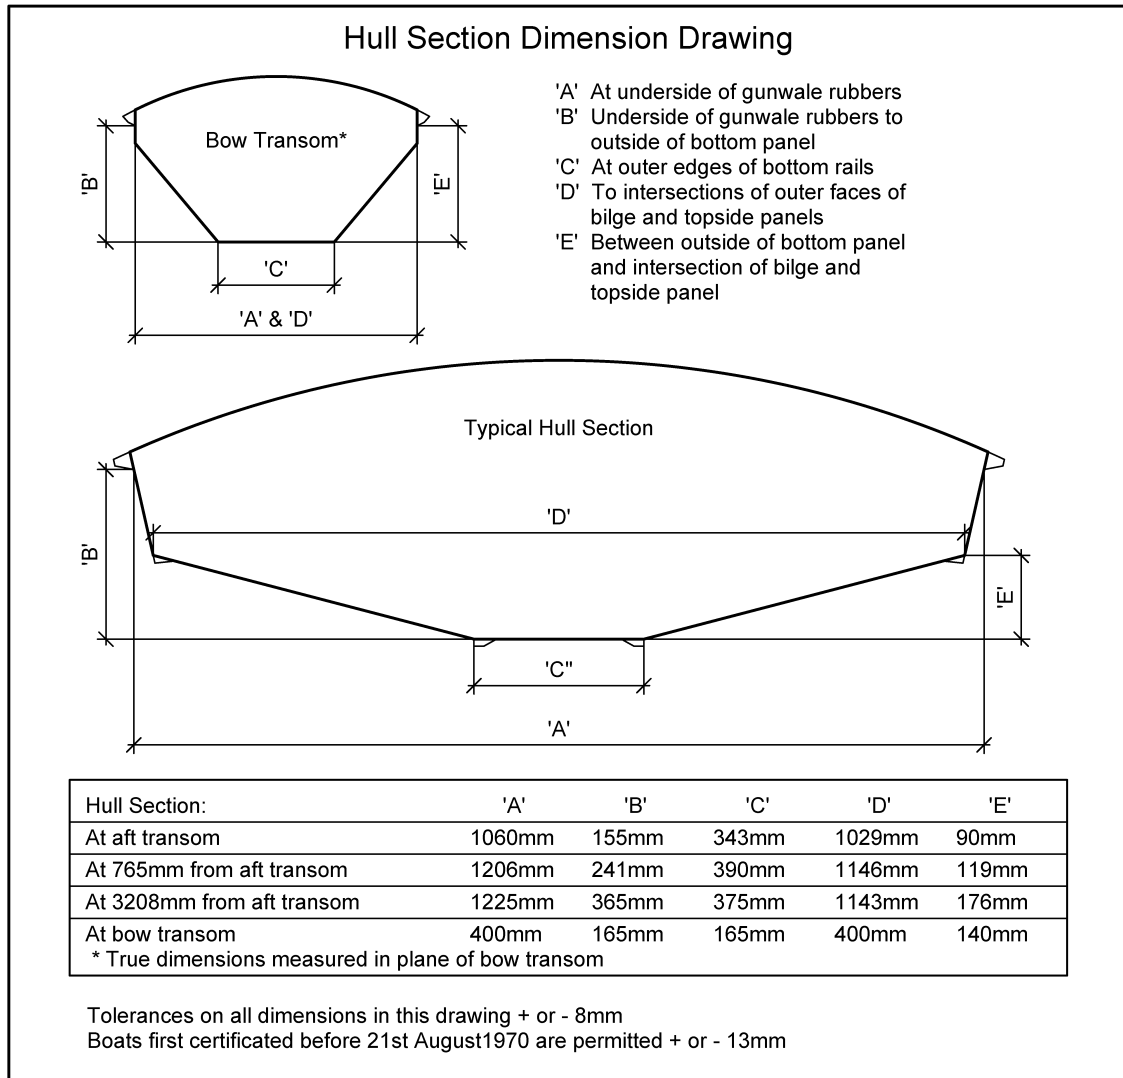 Hull Section Dimension Drawing
Bow Transom*
'B'
'E'
'C'
'A' & 'D'
'A' At underside of gunwale rubbers
'B' Underside of gunwale rubbers to
outside of bottom panel
'C' At outer edges of bottom rails
'D' To intersections of outer faces of
bilge and topside panels
'E' Between outside of bottom panel
and intersection of bilge and
topside panel
Typical Hull Section
'D'
'B'
'E'
'C"
'A'
Hull Section: 'A' 'B' 'C' 'D' 'E'
At aft transom 1060mm 155mm 343mm 1029mm 90mm
At 765mm from aft transom 1206mm 241mm 390mm 1146mm 119mm
At 3208mm from aft transom 1225mm 365mm 375mm 1143mm 176mm
At bow transom 400mm 165mm 165mm 400mm 140mm
* True dimensions measured in plane of bow transom
Tolerances on all dimensions in this drawing + or - 8mm
Boats first certificated before 21st August1970 are permitted + or - 13mm